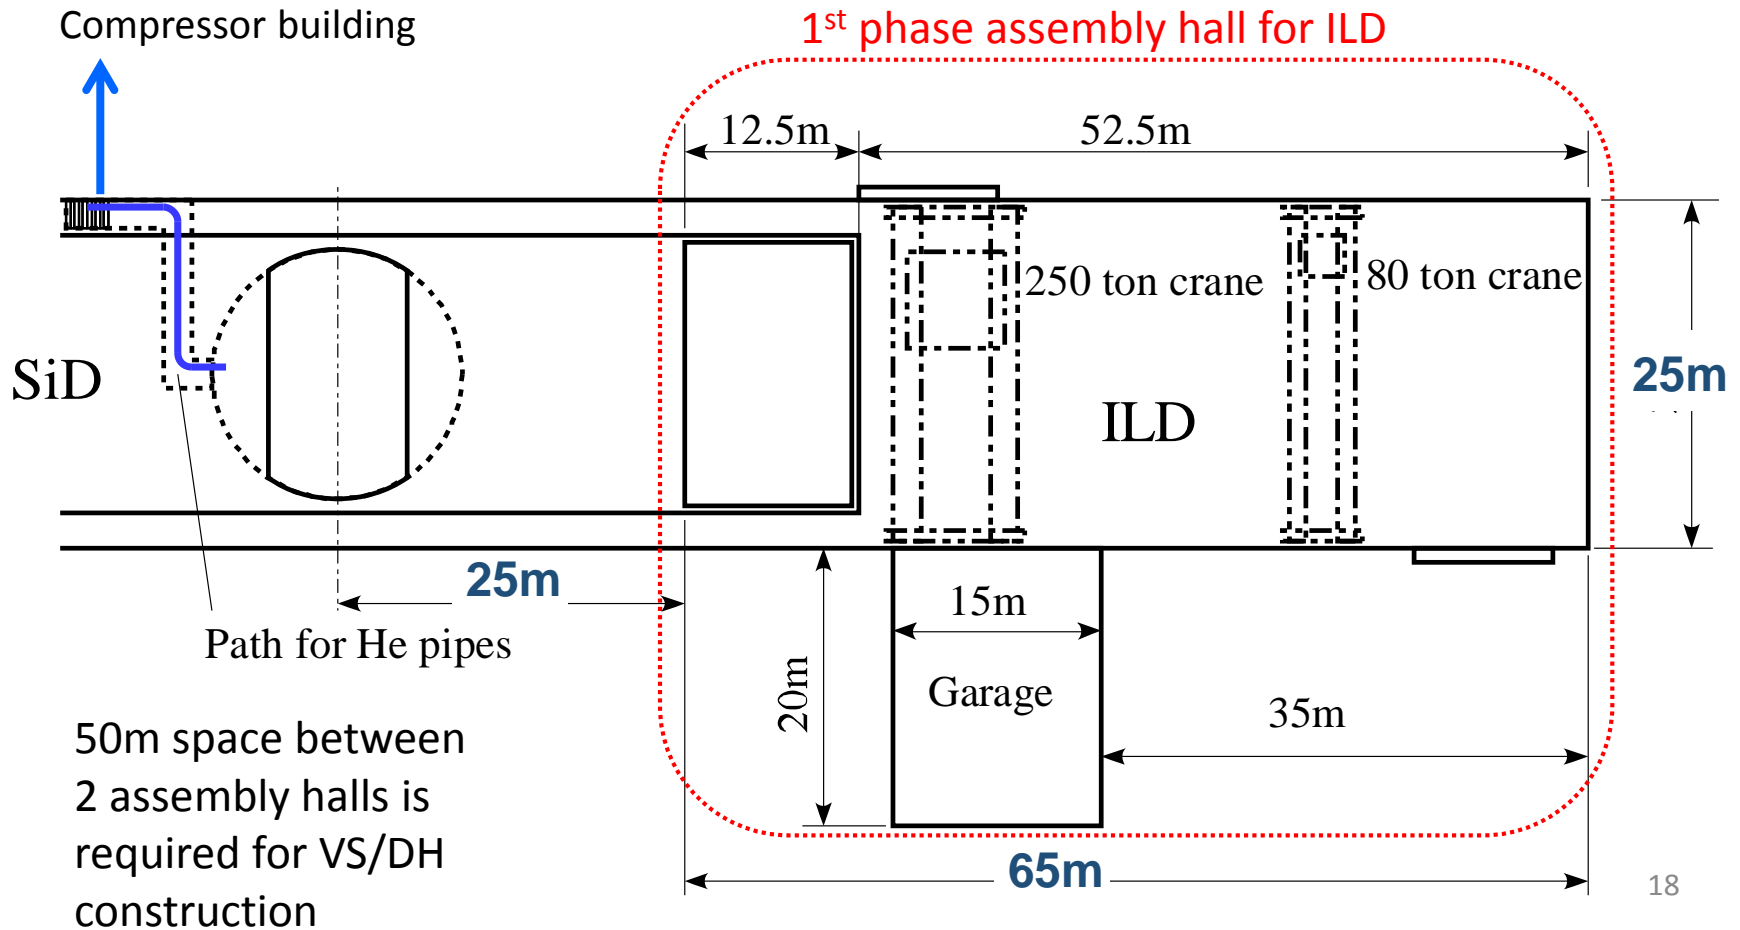 Compressor building
1st phase assembly hall for ILD
12.5m
52.5m
250 ton crane
80 ton crane
SiD
ILD
25m
25m
15m
Path for He pipes
20m
Garage
35m
50m space between
2 assembly halls is
required for VS/DH
construction
65m
18